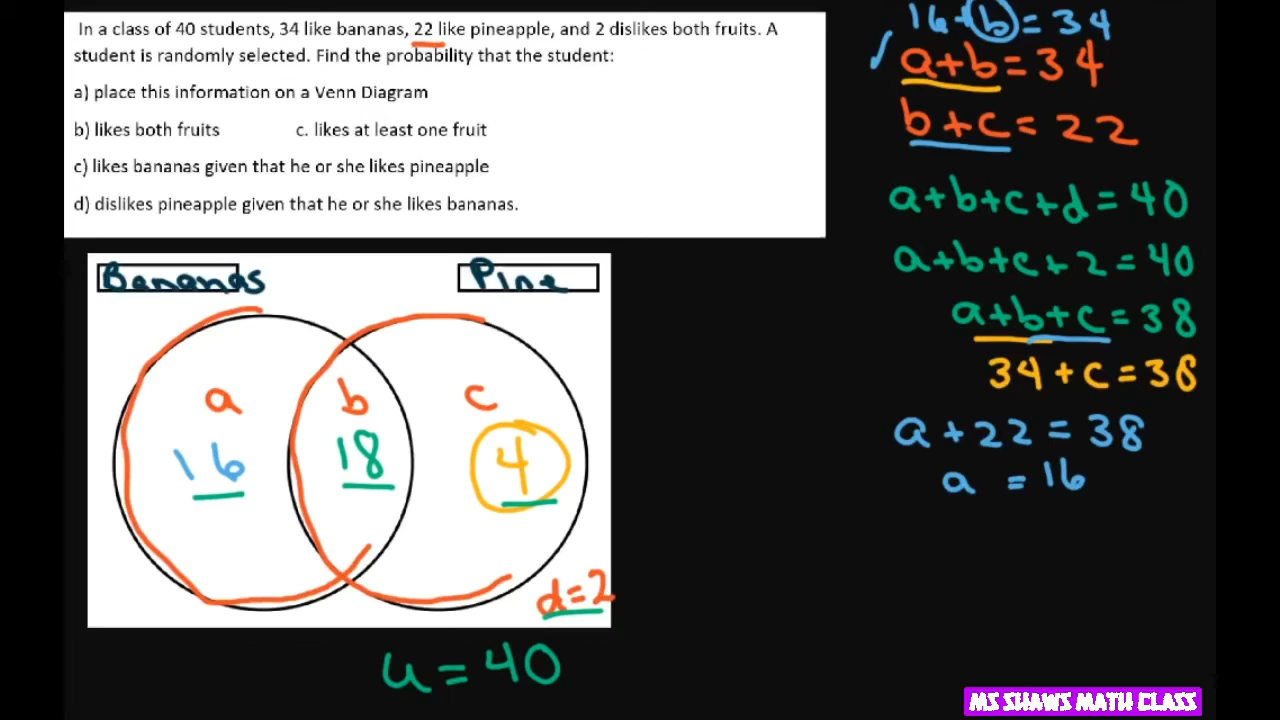 In a class of 40 students, 34 like bananas, 22 like pineapple, and 2 dislikes both fruits. A
student is randomly selected. Find the probability that the student:
a) place this information on a Venn Diagram
b) likes both fruits c. likes at least one fruit
c) likes bananas given that he or she likes pineapple
d) dislikes pineapple given that he or she likes bananas.
Bananas Pine
a b c
16 18 4
d=2
u=40
16+b=34
a+b=34
b+c=22
a+b+c+d=40
a+b+c+2=40
a+b+c=38
34+c=38
a+22=38
a =16
MS SHAWS MATH CLASS